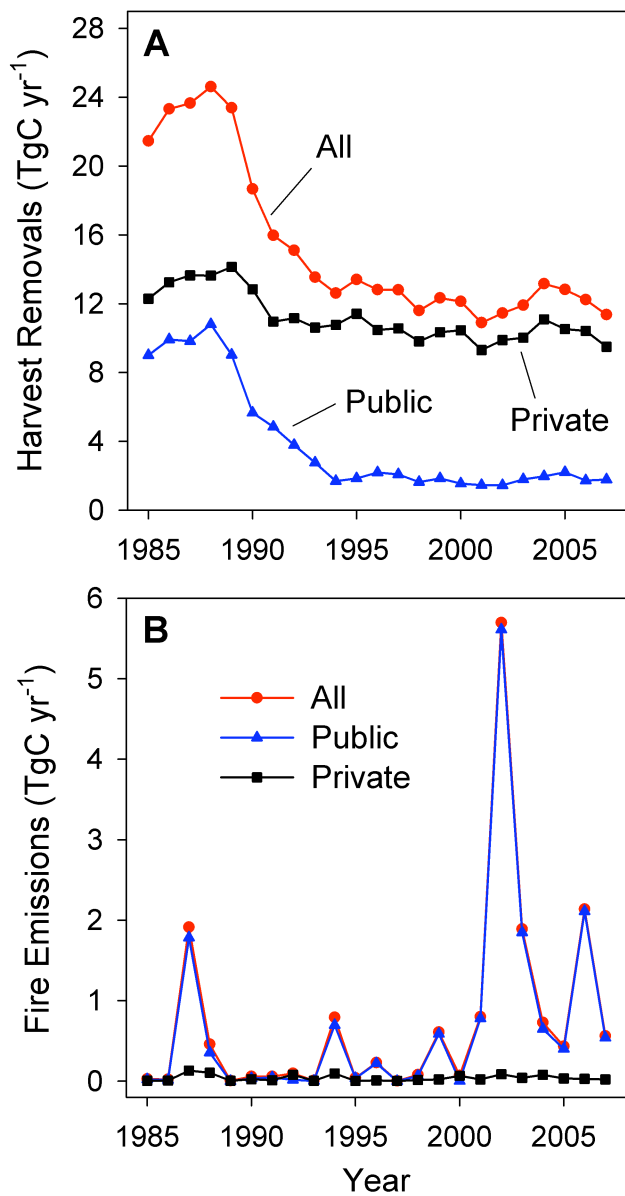 A
Harvest Removals (TgC yr-1)
28
24
20
16
12
8
4
0
All
Public
Private
1985 1990 1995 2000 2005
B
Fire Emissions (TgC yr-1)
6
5
4
3
2
1
0
All
Public
Private
1985 1990 1995 2000 2005
Year